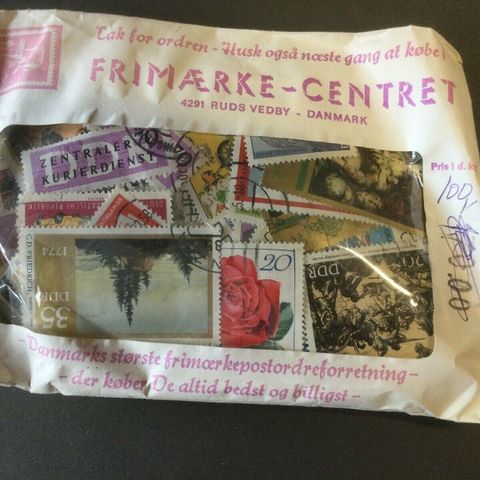 Tak for ordren - Husk også næste gang at købe i
FRIMÆRKE-CENTRET
4291 RUDS VEDBY - DANMARK
Pris i d. kr
100,
ZENTRALER
KURIERDIENST
C.D. FRIEDRICH
1774
DDR
35
20
20
DDR
- Danmarks største frimærkepostordreforretning -
- der køber De altid bedst og billigst -